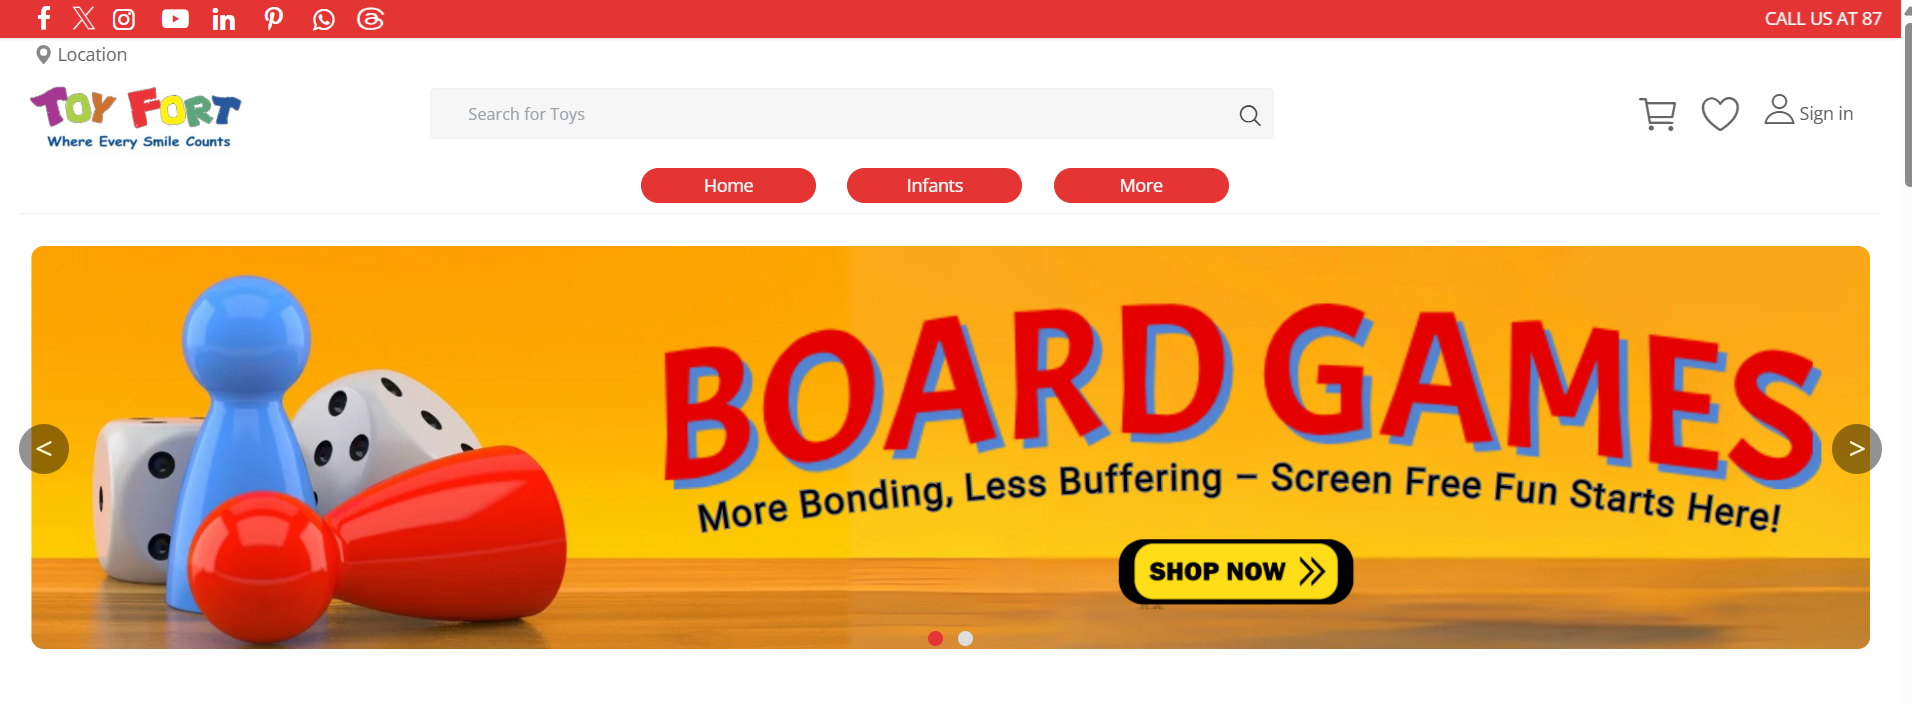 CALL US AT 87
Location
TOY FORT
Where Every Smile Counts
Search for Toys
Sign in
Home
Infants
More
BOARD GAMES
More Bonding, Less Buffering – Screen Free Fun Starts Here!
SHOP NOW
<
>